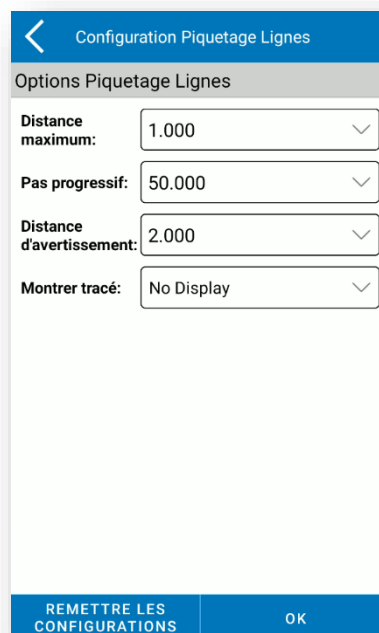 Configuration Piquetage Lignes
Options Piquetage Lignes
Distance
maximum:
1.000
Pas progressif:
50.000
Distance
d'avertissement:
2.000
Montrer tracé:
No Display
REMETTRE LES
CONFIGURATIONS
OK